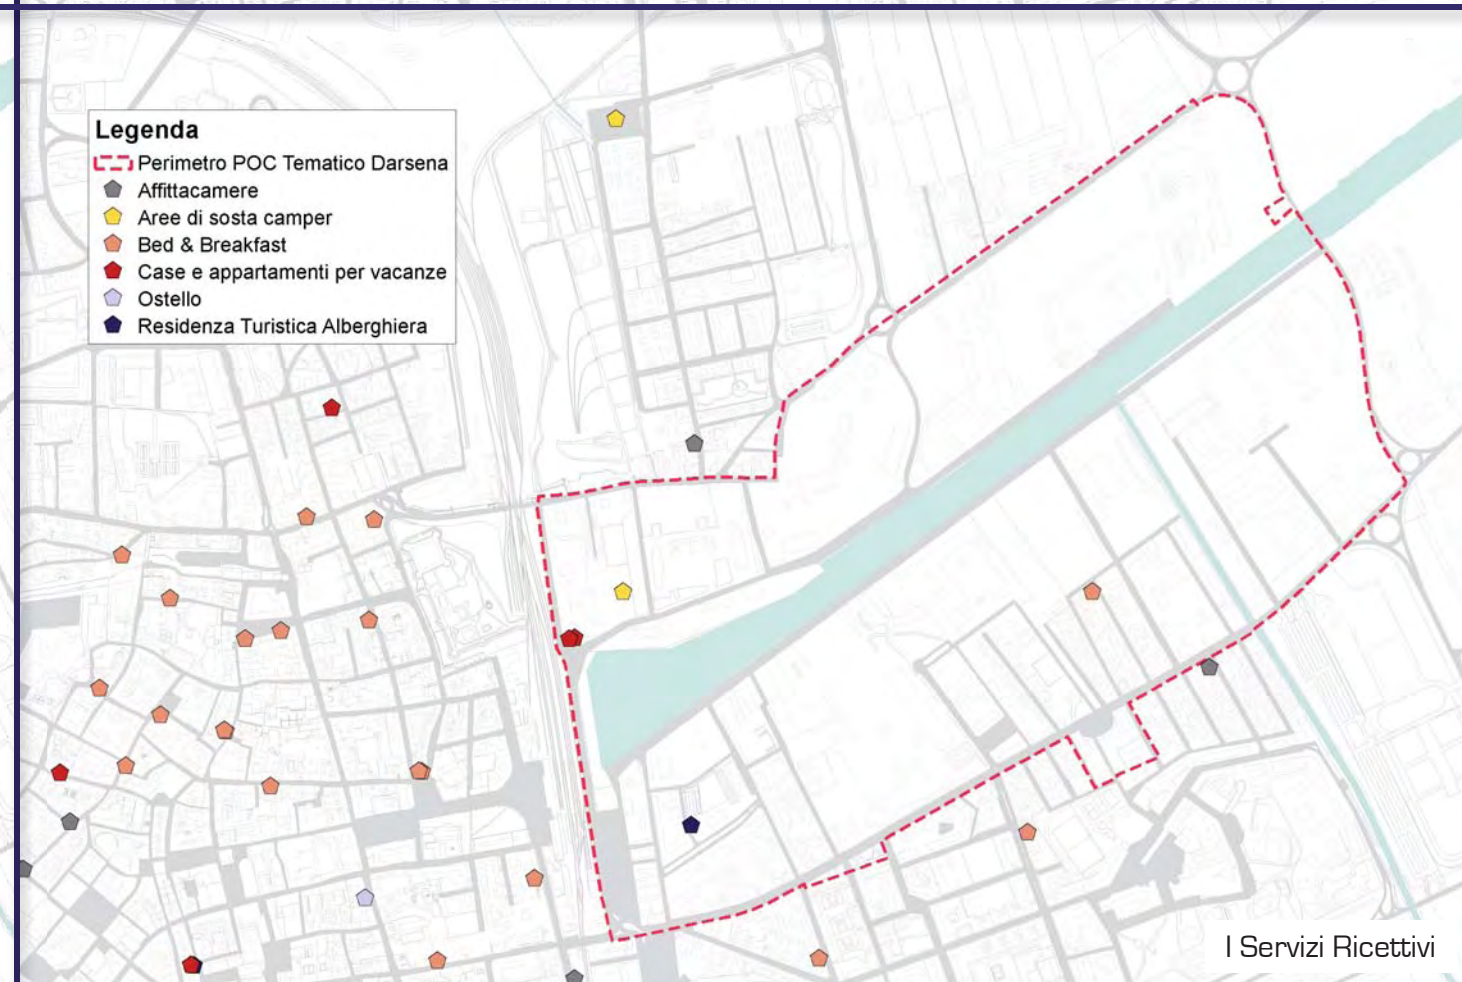 Legenda
Perimetro POC Tematico Darsena
Affittacamere
Aree di sosta camper
Bed & Breakfast
Case e appartamenti per vacanze
Ostello
Residenza Turistica Alberghiera
I Servizi Ricettivi